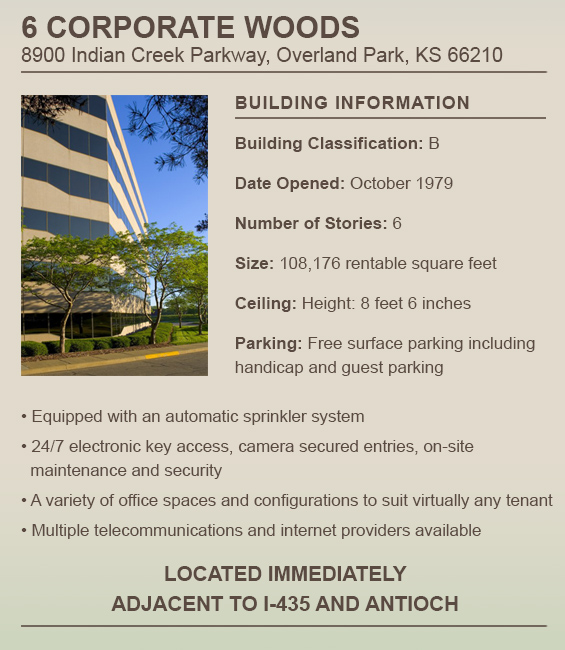 6 CORPORATE WOODS
8900 Indian Creek Parkway, Overland Park, KS 66210
BUILDING INFORMATION
Building Classification: B
Date Opened: October 1979
Number of Stories: 6
Size: 108,176 rentable square feet
Ceiling: Height: 8 feet 6 inches
Parking: Free surface parking including
handicap and guest parking
• Equipped with an automatic sprinkler system
• 24/7 electronic key access, camera secured entries, on-site
maintenance and security
• A variety of office spaces and configurations to suit virtually any tenant
• Multiple telecommunications and internet providers available
LOCATED IMMEDIATELY
ADJACENT TO I-435 AND ANTIOCH